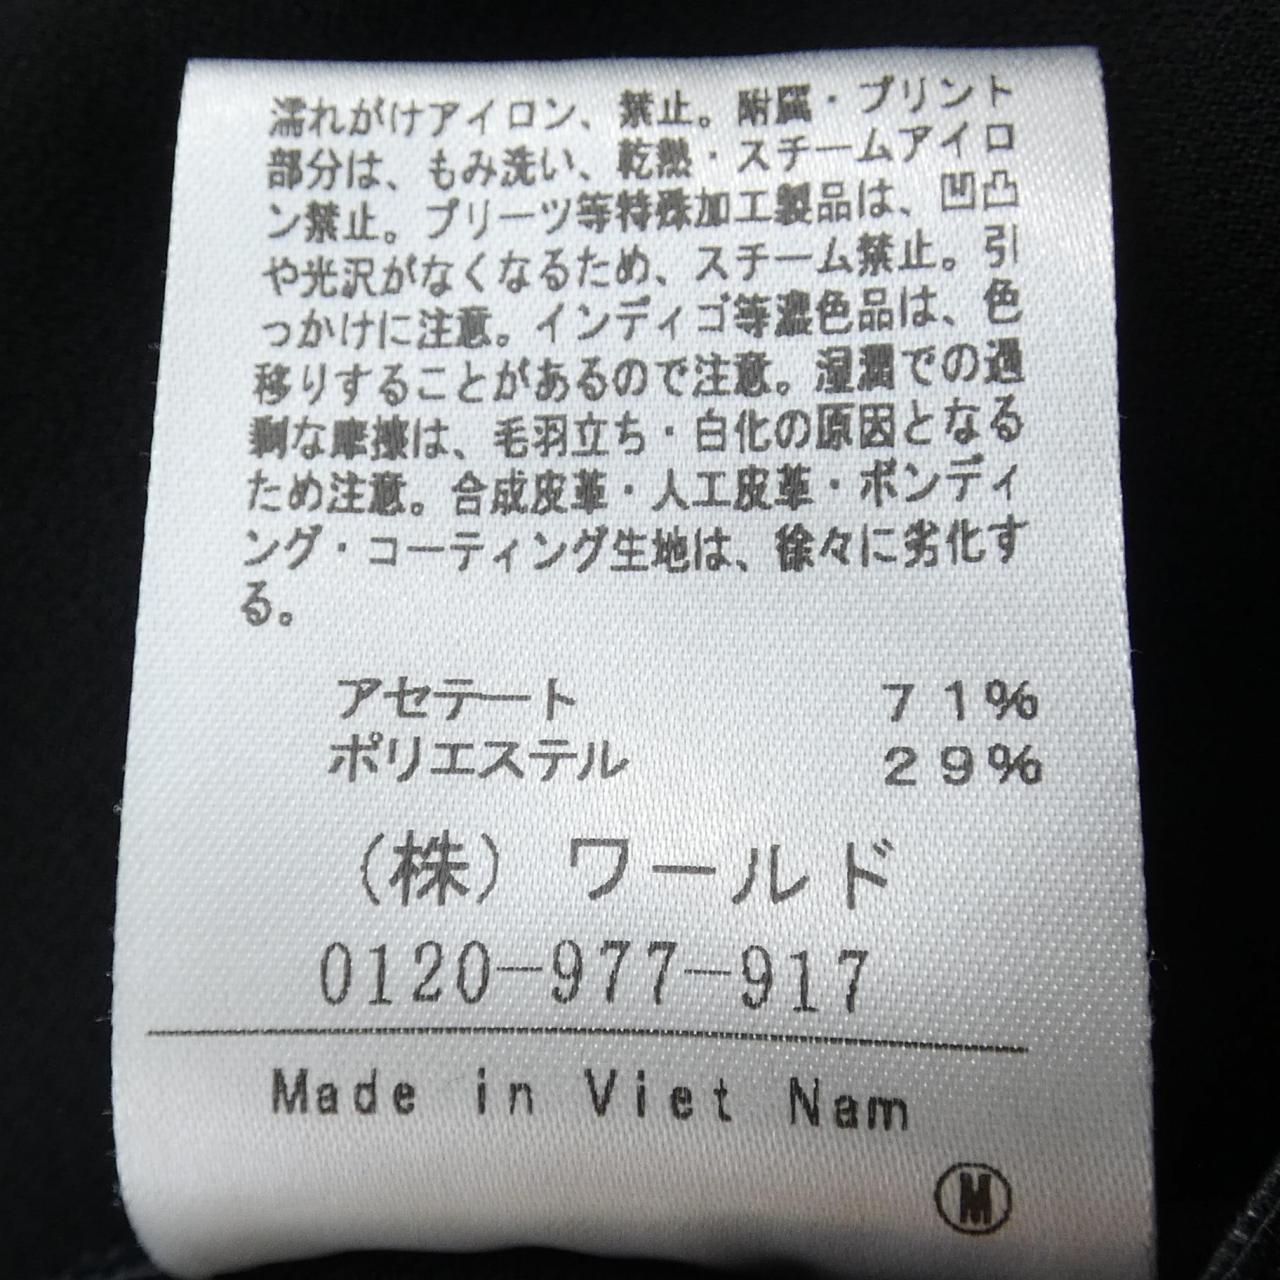 濡れがけアイロン、禁止。附属・プリント
部分は、もみ洗い、乾熱・スチームアイロ
ン禁止。プリーツ等特殊加工製品は、凹凸
や光沢がなくなるため、スチーム禁止。引
っかけに注意。インディゴ等濃色品は、色
移りすることがあるので注意。湿潤での過
剰な摩擦は、毛羽立ち・白化の原因となる
ため注意。合成皮革・人工皮革・ボンディ
ング・コーティング生地は、徐々に劣化す
る。
アセテート 71%
ポリエステル 29%
(株) ワールド
0120-977-917
Made in Viet Nam
Ⓜ